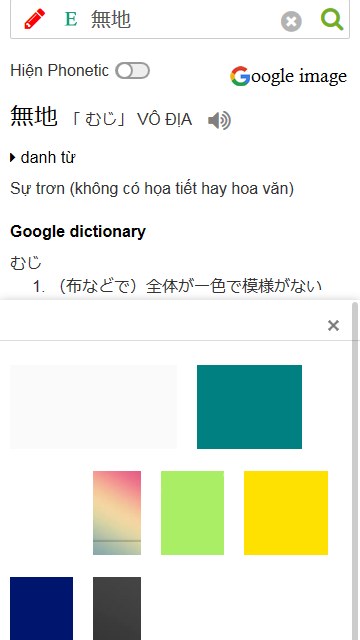 E 無地
Hiện Phonetic
Google image
無地 「 むじ」 VÔ ĐỊA
danh từ
Sự trơn (không có họa tiết hay hoa văn)
Google dictionary
むじ
1. （布などで）全体が一色で模様がない
×